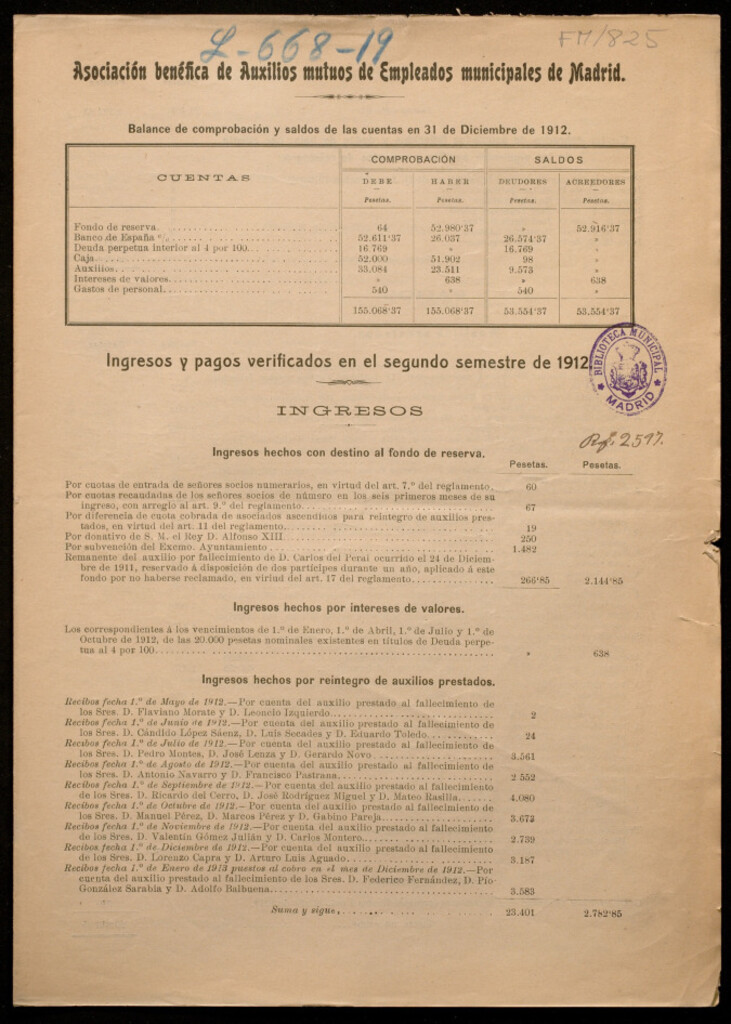 L-668-19
FM/825
Asociación benéfica de Auxilios mutuos de Empleados municipales de Madrid.
Balance de comprobación y saldos de las cuentas en 31 de Diciembre de 1912.
CUENTAS COMPROBACIÓN SALDOS
DEBE HABER DEUDORES ACREEDORES
Pesetas. Pesetas. Pesetas. Pesetas.
Fondo de reserva. 64 52.980'37 » 52.916'37
Banco de España c/c 52.611'37 26.037 26.574'37 »
Deuda perpetua interior al 4 por 100. 16.769 » 16.769 »
Caja. 52.000 51.902 98 »
Auxilios. 33.084 23.511 9.573 »
Intereses de valores. » 638 » 638
Gastos de personal. 540 » 540 »
155.068'37 155.068'37 53.554'37 53.554'37
Ingresos y pagos verificados en el segundo semestre de 1912
BIBLIOTECA MUNICIPAL
MADRID
INGRESOS
Rf. 2597.
Ingresos hechos con destino al fondo de reserva.
Pesetas. Pesetas.
Por cuotas de entrada de señores socios numerarios, en virtud del art. 7.º del reglamento. 60
Por cuotas recaudadas de los señores socios de número en los seis primeros meses de su
ingreso, con arreglo al art. 9.º del reglamento. 67
Por diferencia de cuota cobrada de asociados ascendidos para reintegro de auxilios pres-
tados, en virtud del art. 11 del reglamento. 19
Por donativo de S. M. el Rey D. Alfonso XIII. 250
Por subvención del Excmo. Ayuntamiento 1.482
Remanente del auxilio por fallecimiento de D. Carlos del Peral ocurrido el 24 de Diciem-
bre de 1911, reservado á disposición de dos partícipes durante un año, aplicado á este
fondo por no haberse reclamado, en virtud del art. 17 del reglamento. 266'85 2.144'85
Ingresos hechos por intereses de valores.
Los correspondientes á los vencimientos de 1.º de Enero, 1.º de Abril, 1.º de Julio y 1.º de
Octubre de 1912, de las 20.000 pesetas nominales existentes en títulos de Deuda perpe-
tua al 4 por 100. » 638
Ingresos hechos por reintegro de auxilios prestados.
Recibos fecha 1.º de Mayo de 1912.—Por cuenta del auxilio prestado al fallecimiento de
los Sres. D. Flaviano Morate y D. Leoncio Izquierdo. 2
Recibos fecha 1.º de Junio de 1912.—Por cuenta del auxilio prestado al fallecimiento de
los Sres. D. Cándido López Sáenz, D. Luis Secades y D. Eduardo Toledo. 24
Recibos fecha 1.º de Julio de 1912.—Por cuenta del auxilio prestado al fallecimiento de
los Sres. D. Pedro Montes, D. José Lenza y D. Gerardo Novo. 3.561
Recibos fecha 1.º de Agosto de 1912.—Por cuenta del auxilio prestado al fallecimiento de
los Sres. D. Antonio Navarro y D. Francisco Pastrana. 2 552
Recibos fecha 1.º de Septiembre de 1912.—Por cuenta del auxilio prestado al fallecimiento
de los Sres. D. Ricardo del Cerro, D. José Rodríguez Miguel y D. Mateo Rasilla. 4.080
Recibos fecha 1.º de Octubre de 1912.—Por cuenta del auxilio prestado al fallecimiento de
los Sres. D. Manuel Pérez, D. Marcos Pérez y D. Gabino Pareja. 3.673
Recibos fecha 1.º de Noviembre de 1912.—Por cuenta del auxilio prestado al fallecimiento
de los Sres. D. Valentín Gómez Julián y D. Carlos Montero. 2.739
Recibos fecha 1.º de Diciembre de 1912.—Por cuenta del auxilio prestado al fallecimiento
de los Sres. D. Lorenzo Capra y D. Arturo Luis Aguado. 3.187
Recibos fecha 1.º de Enero de 1913 puestos al cobro en el mes de Diciembre de 1912.—Por
cuenta del auxilio prestado al fallecimiento de los Sres. D. Federico Fernández, D. Pío
González Sarabia y D. Adolfo Balbuena. 3.583
Suma y sigue. 23.401 2.782'85